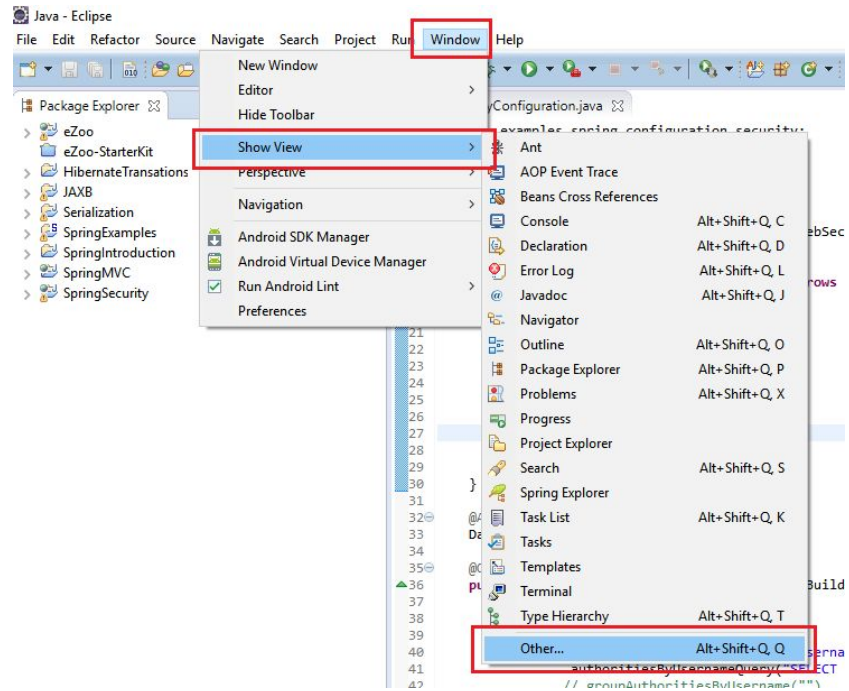 Java - Eclipse
File Edit Refactor Source Navigate Search Project Run Window Help
Package Explorer
eZoo
eZoo-StarterKit
HibernateTransations
JAXB
Serialization
SpringExamples
SpringIntroduction
SpringMVC
SpringSecurity
New Window
Editor
Hide Toolbar
Show View
Perspective
Navigation
Android SDK Manager
Android Virtual Device Manager
Run Android Lint
Preferences
yConfiguration.java
examples.spring.configuration.security;
Ant
AOP Event Trace
Beans Cross References
Console Alt+Shift+Q, C
Declaration Alt+Shift+Q, D
Error Log Alt+Shift+Q, L
Javadoc Alt+Shift+Q, J
Navigator
Outline Alt+Shift+Q, O
Package Explorer Alt+Shift+Q, P
Problems Alt+Shift+Q, X
Progress
Project Explorer
Search Alt+Shift+Q, S
Spring Explorer
Task List Alt+Shift+Q, K
Tasks
Templates
Terminal
Type Hierarchy Alt+Shift+Q, T
Other... Alt+Shift+Q, Q
ebSec
rows
21
22
23
24
25
26
27
28
29
30 }
31
32 @A
33 Da
34
35 @O
36 pu Build
37
38
39
40 serna
41 authoritiesByUsernameQuery("SELECT
42 // groupAuthoritiesByUsername("")